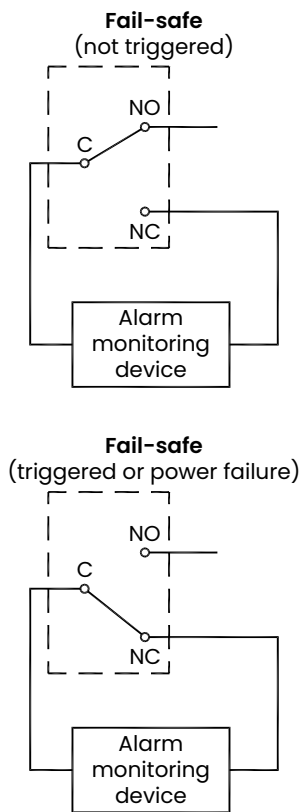 Fail-safe
(not triggered)
NO
C
NC
Alarm
monitoring
device
Fail-safe
(triggered or power failure)
NO
C
NC
Alarm
monitoring
device